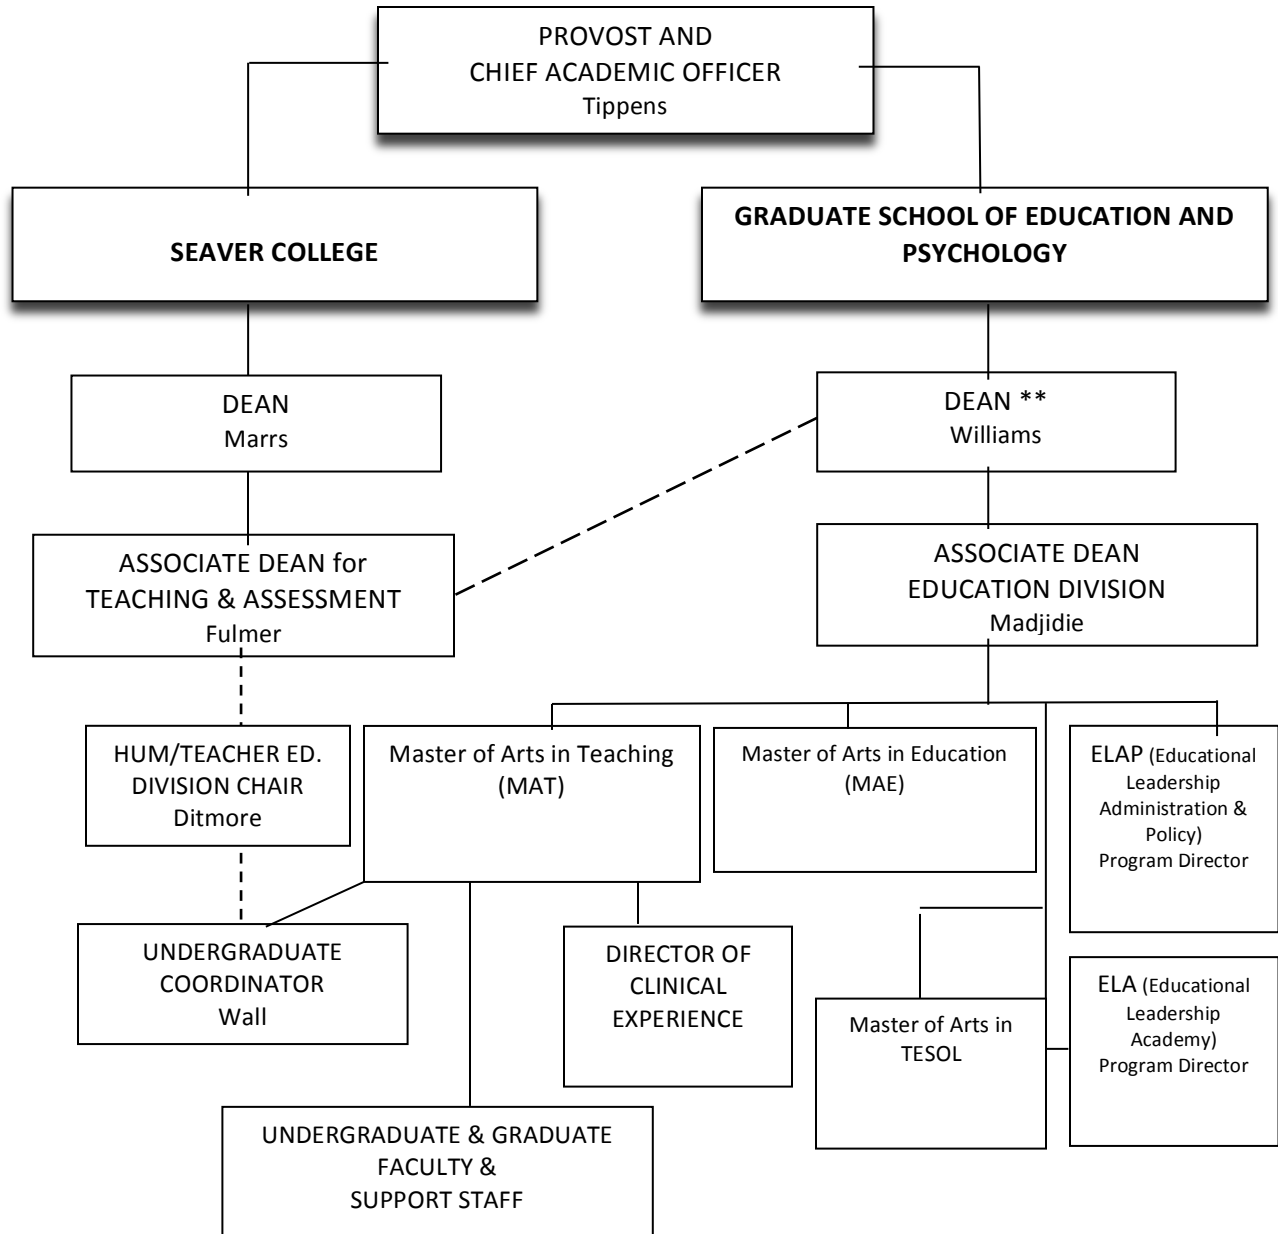 PROVOST AND
CHIEF ACADEMIC OFFICER
Tippens
SEAVER COLLEGE
GRADUATE SCHOOL OF EDUCATION AND
PSYCHOLOGY
DEAN
Marrs
DEAN **
Williams
ASSOCIATE DEAN for
TEACHING & ASSESSMENT
Fulmer
ASSOCIATE DEAN
EDUCATION DIVISION
Madjidie
HUM/TEACHER ED.
DIVISION CHAIR
Ditmore
Master of Arts in Teaching
(MAT)
Master of Arts in Education
(MAE)
ELAP (Educational
Leadership
Administration &
Policy)
Program Director
UNDERGRADUATE
COORDINATOR
Wall
DIRECTOR OF
CLINICAL
EXPERIENCE
Master of Arts in
TESOL
ELA (Educational
Leadership
Academy)
Program Director
UNDERGRADUATE & GRADUATE
FACULTY &
SUPPORT STAFF